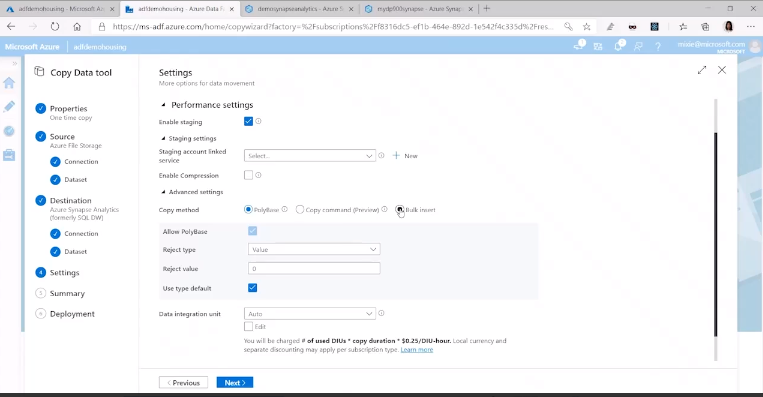 adfdemohousing - Microsoft Azure
adfdemohousing - Azure Data F
demosynapseanalytics - Azure
mydp900synapse - Azure Synap
https://ms-adf.azure.com/home/copywizard?factory=%2Fsubscriptions%2Ff8316dc5-ef1b-464e-892d-1e542f4c335d%2Fres...
Microsoft Azure
adfdemohousing
MICROSOFT
Copy Data tool
Properties
One time copy
Source
Azure File Storage
Connection
Dataset
Destination
Azure Synapse Analytics
(formerly SQL DW)
Connection
Dataset
4 Settings
5 Summary
6 Deployment
Settings
More options for data movement
Performance settings
Enable staging
Staging settings
Staging account linked
service
Select...
New
Enable Compression
Advanced settings
Copy method
PolyBase
Copy command (Preview)
Bulk insert
Allow PolyBase
Reject type
Value
Reject value
0
Use type default
Data integration unit
Auto
Edit
You will be charged # of used DIUs * copy duration * $0.25/DIU-hour. Local currency and
separate discounting may apply per subscription type. Learn more
< Previous
Next >